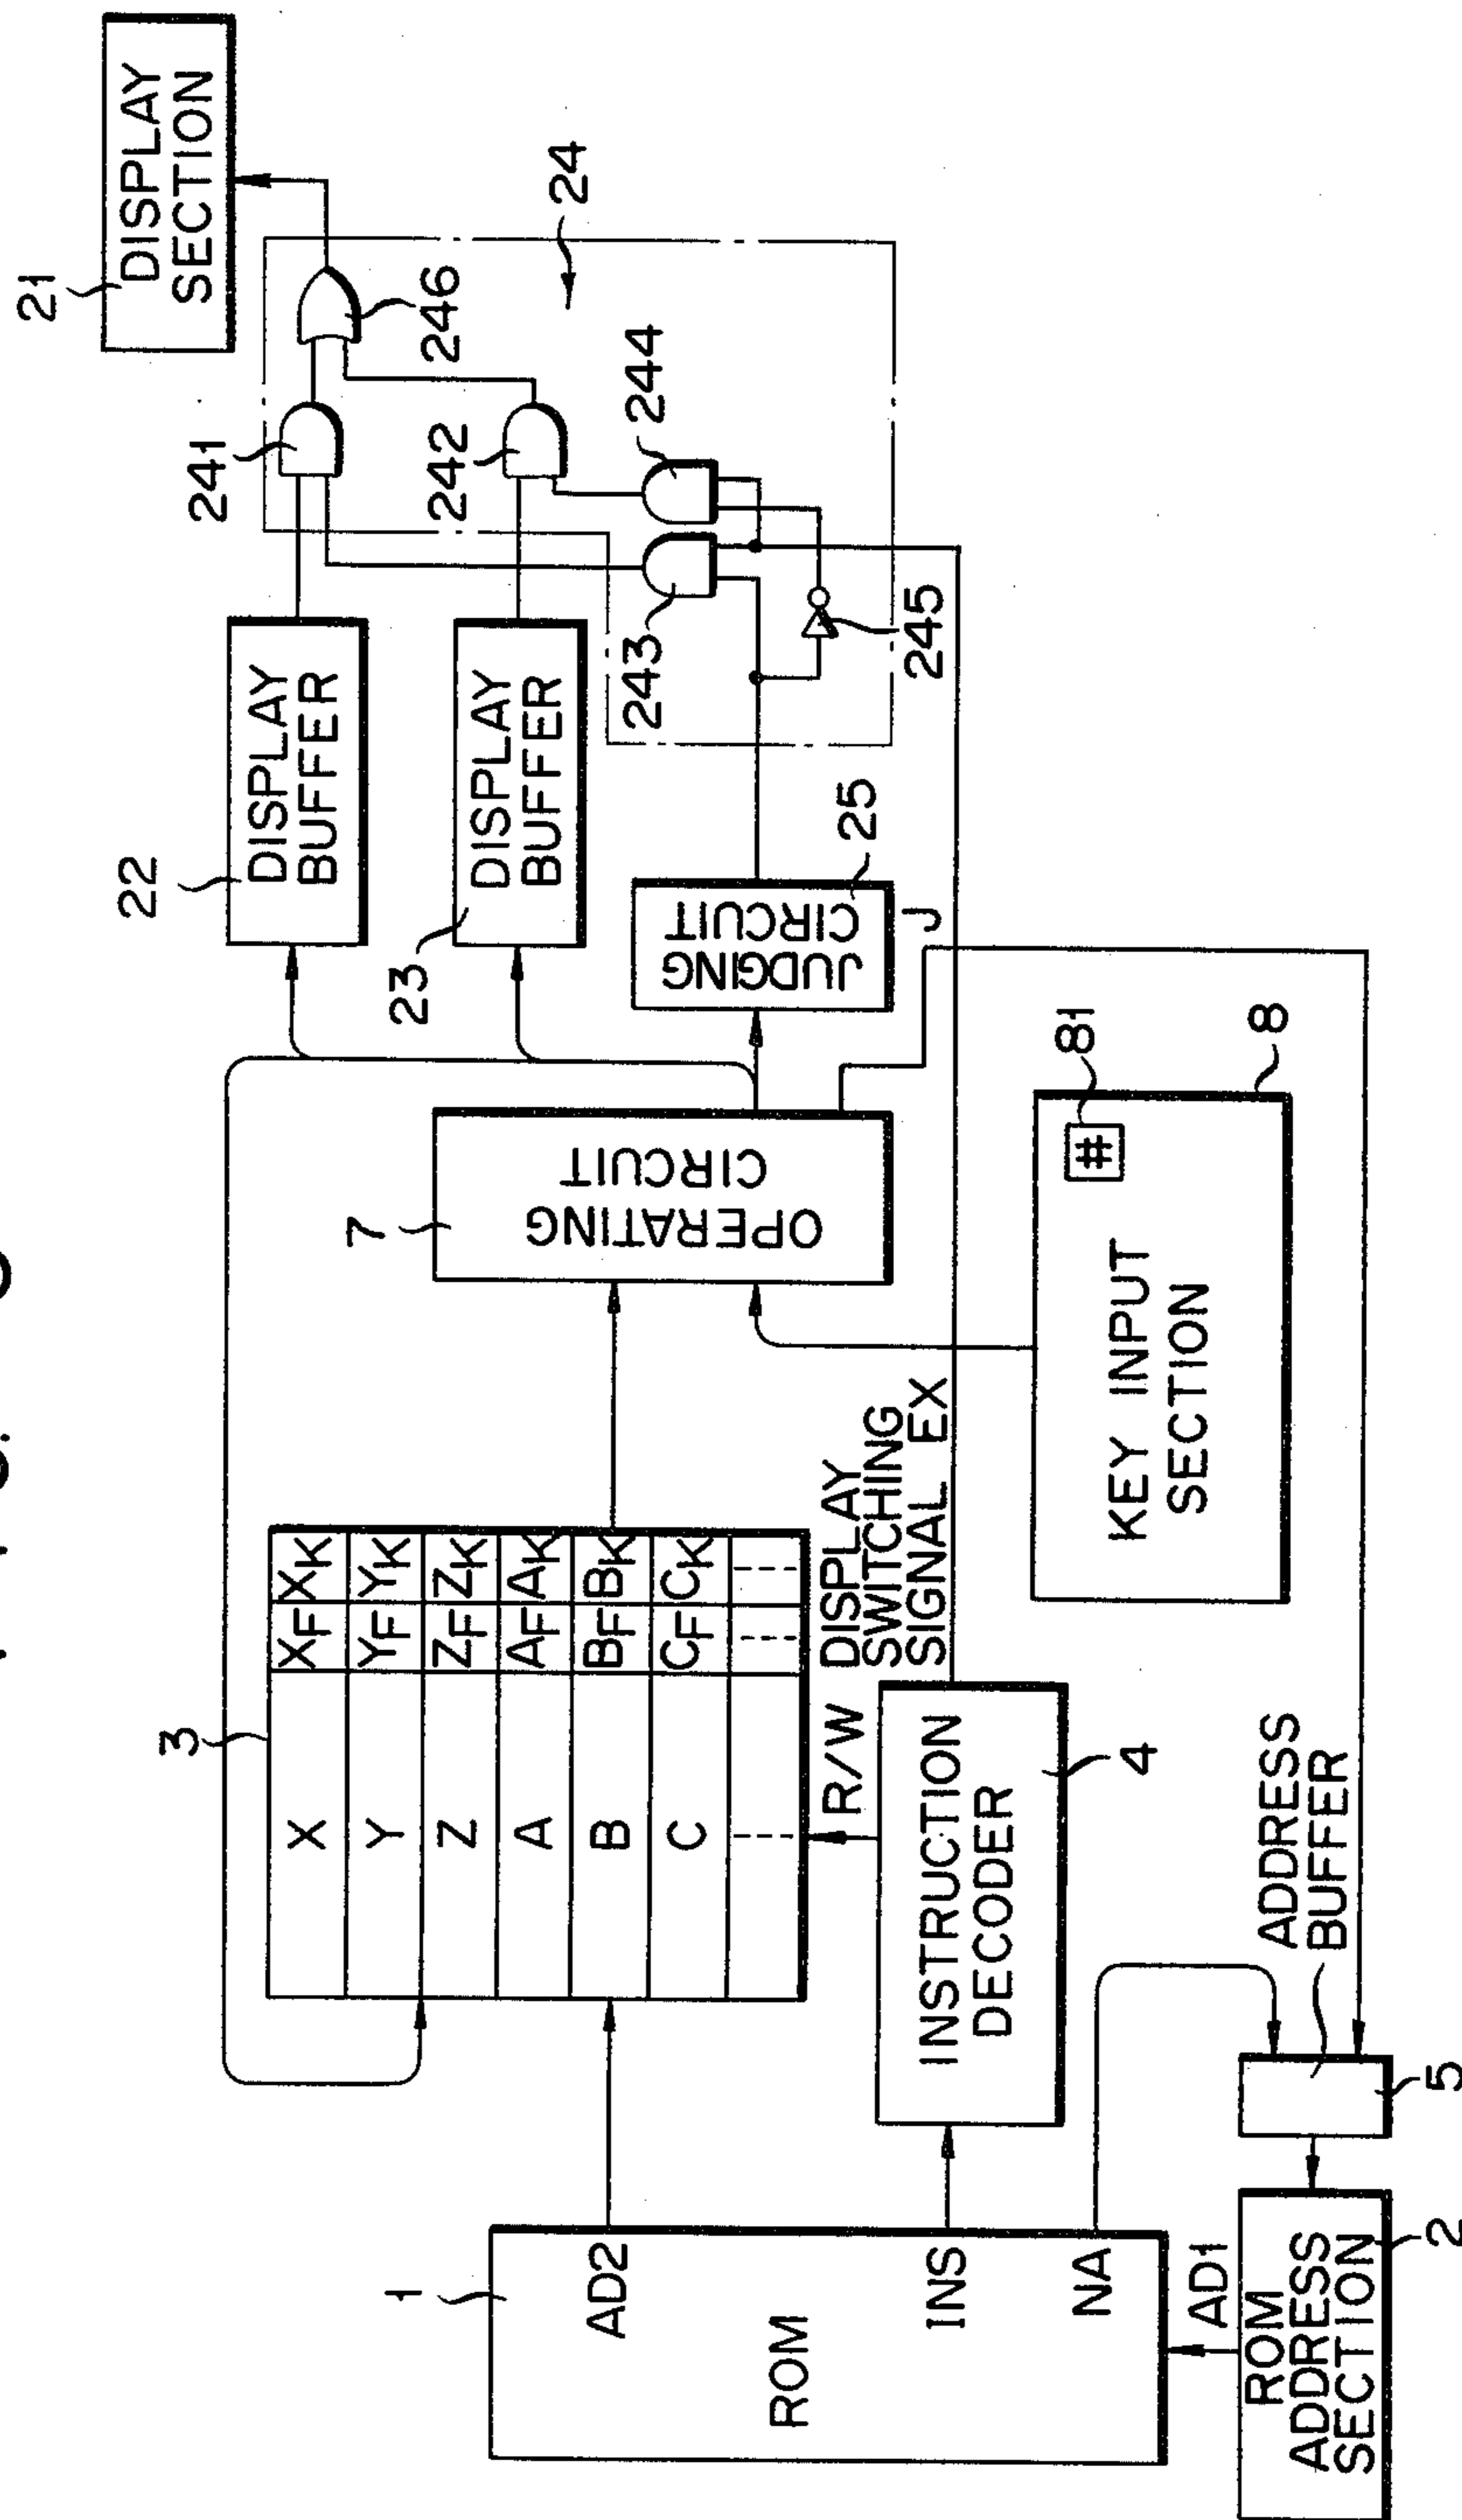 21
DISPLAY
SECTION
24
246
241
242
244
243
245
22
DISPLAY
BUFFER
23
DISPLAY
BUFFER
25
JUDGING
CIRCUIT
J
7
OPERATING
CIRCUIT
81
#
8
KEY INPUT
SECTION
3
X XF XK
Y YF YK
Z ZF ZK
A AF AK
B BF BK
C CF CK
DISPLAY
SWITCHING
SIGNAL EX
R/W
INSTRUCTION
DECODER
4
ADDRESS
BUFFER
5
1
ROM
AD2
INS
NA
AD1
ROM
ADDRESS
SECTION
2